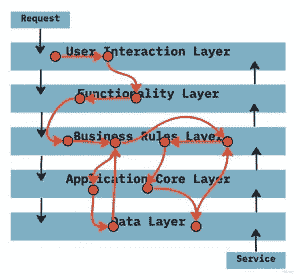 Request
User Interaction Layer
Functionality Layer
Business Rules Layer
Application Core Layer
Data Layer
Service